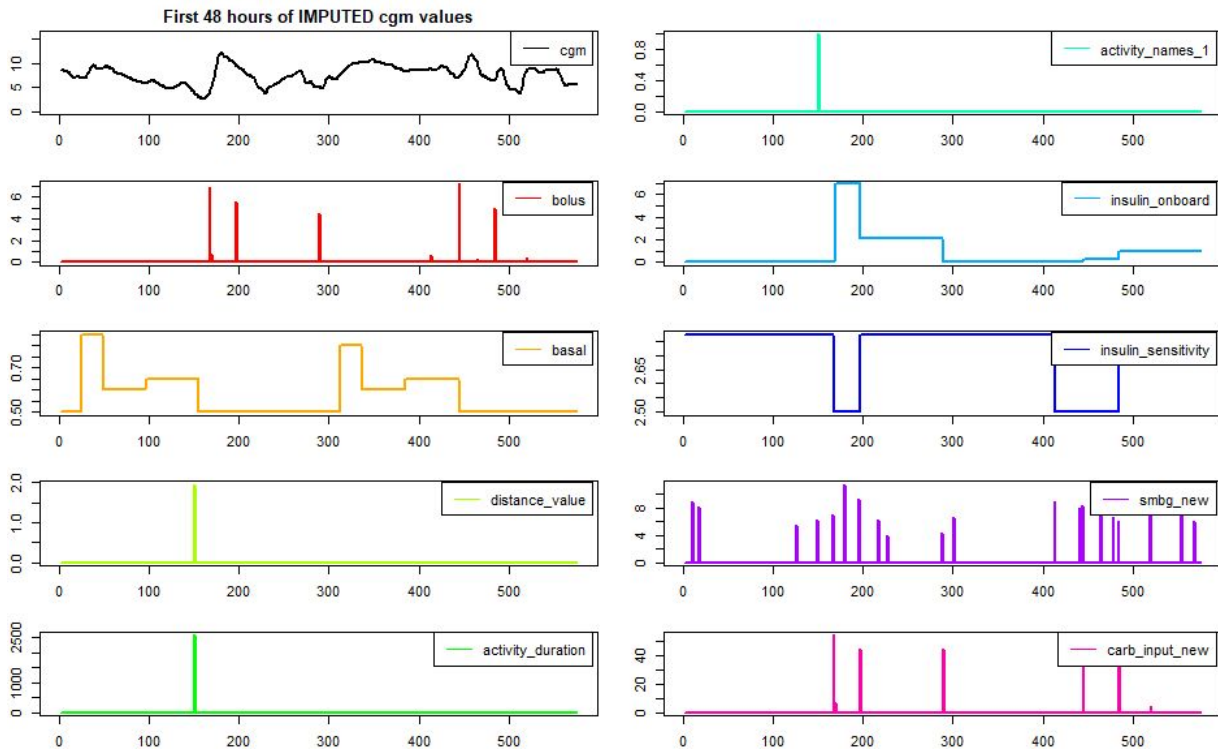 First 48 hours of IMPUTED cgm values
0 5 10
cgm
0 100 200 300 400 500
0.0 0.4 0.8
activity_names_1
0 100 200 300 400 500
0 2 4 6
bolus
0 100 200 300 400 500
0 2 4 6
insulin_onboard
0 100 200 300 400 500
0.50 0.70
basal
0 100 200 300 400 500
2.50 2.65
insulin_sensitivity
0 100 200 300 400 500
0.0 1.0 2.0
distance_value
0 100 200 300 400 500
0 4 8
smbg_new
0 100 200 300 400 500
0 1000 2500
activity_duration
0 100 200 300 400 500
0 20 40
carb_input_new
0 100 200 300 400 500